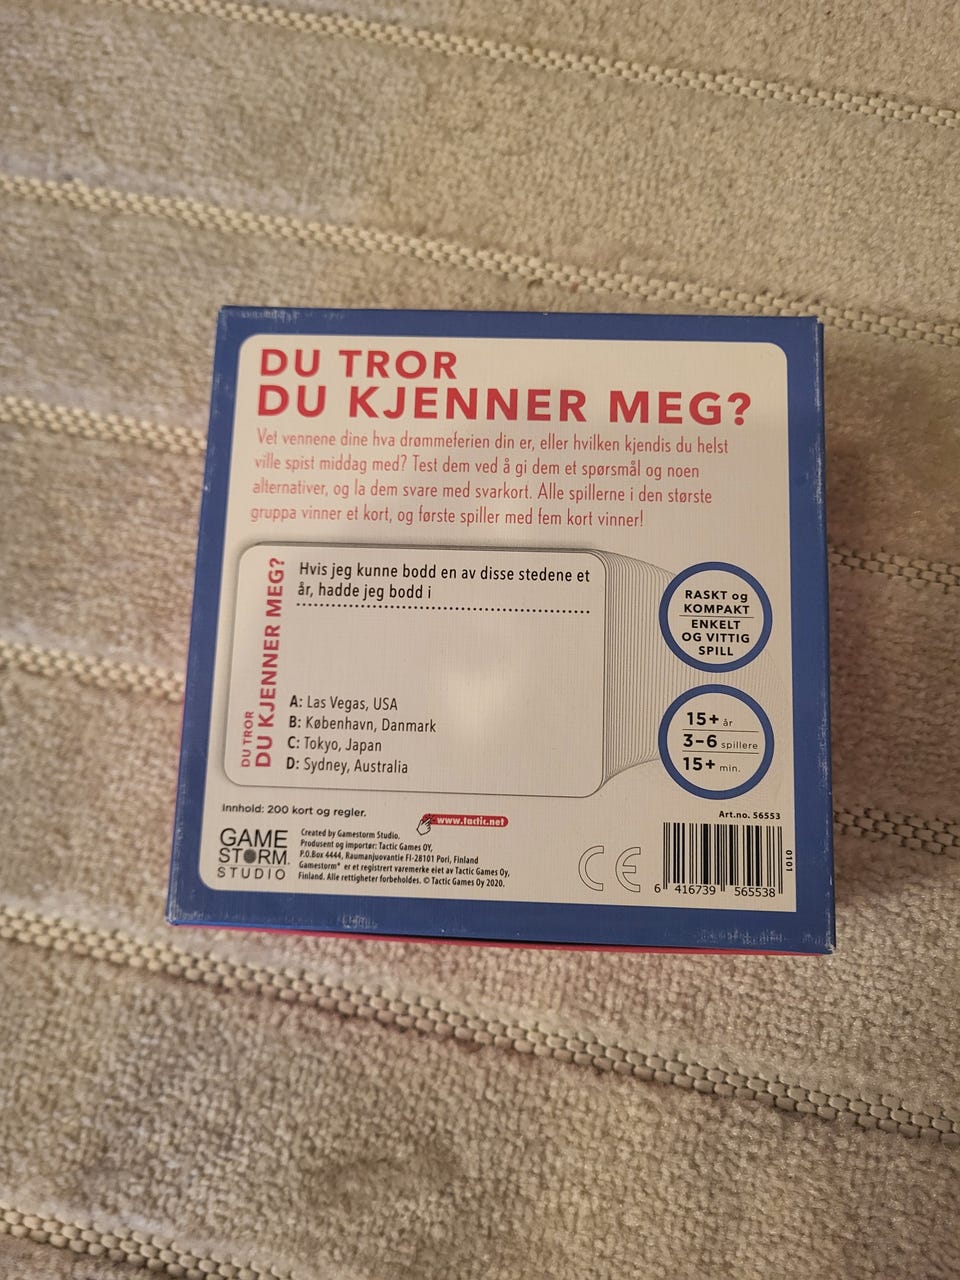 DU TROR
DU KJENNER MEG?
Vet vennene dine hva drømmeferien din er, eller hvilken kjendis du helst
ville spist middag med? Test dem ved å gi dem et spørsmål og noen
alternativer, og la dem svare med svarkort. Alle spillerne i den største
gruppa vinner et kort, og første spiller med fem kort vinner!
DU TROR
DU KJENNER MEG?
Hvis jeg kunne bodd en av disse stedene et
år, hadde jeg bodd i
A: Las Vegas, USA
B: København, Danmark
C: Tokyo, Japan
D: Sydney, Australia
RASKT og
KOMPAKT
ENKELT
OG VITTIG
SPILL
15+ år
3-6 spillere
15+ min.
Innhold: 200 kort og regler.
www.tactic.net
Art.no. 56553
GAME
STORM
STUDIO
Created by Gamestorm Studio.
Produsent og importør: Tactic Games OY,
P.O.Box 4444, Raumanjuovantie FI-28101 Pori, Finland
Gamestorm® er et registrert varemerke eiet av Tactic Games Oy,
Finland. Alle rettigheter forbeholdes. © Tactic Games Oy 2020.
CE
6 416739 565538
0101